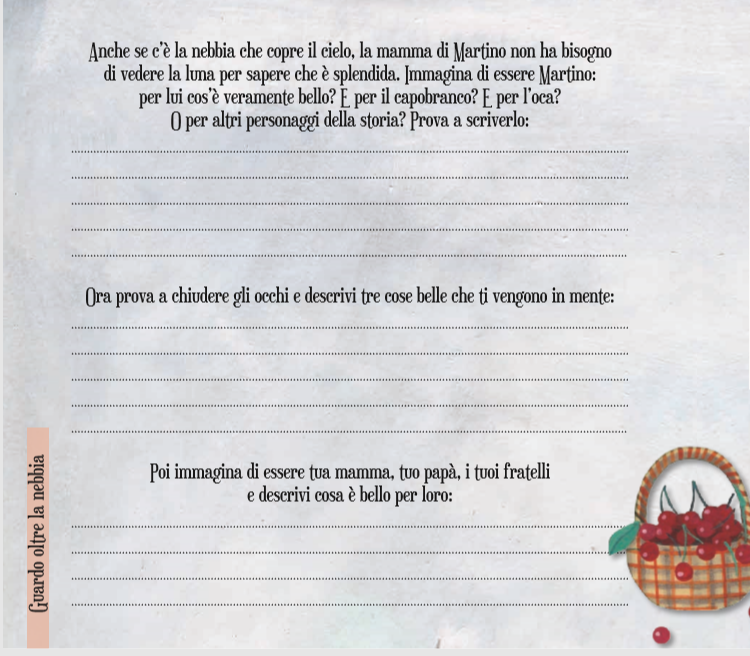 Anche se c'è la nebbia che copre il cielo, la mamma di Martino non ha bisogno
di vedere la luna per sapere che è splendida. Immagina di essere Martino:
per lui cos'è veramente bello? E per il capobranco? E per l'oca?
O per altri personaggi della storia? Prova a scriverlo:
Ora prova a chiudere gli occhi e descrivi tre cose belle che ti vengono in mente:
Poi immagina di essere tua mamma, tuo papà, i tuoi fratelli
e descrivi cosa è bello per loro:
Guardo oltre la nebbia